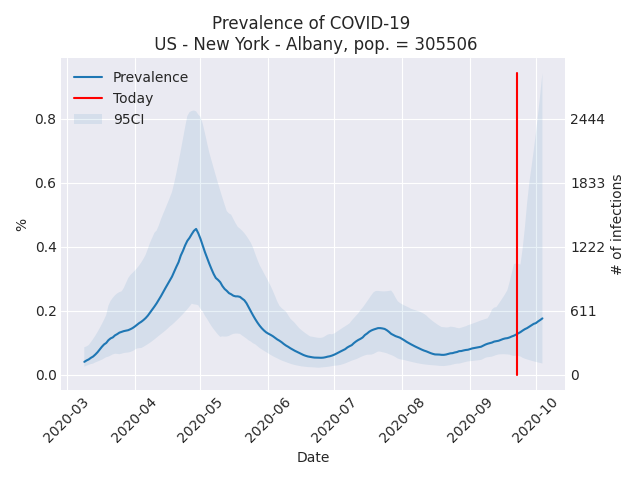 Prevalence of COVID-19
US - New York - Albany, pop. = 305506
Prevalence
Today
95CI
0.8
0.6
0.4
0.2
0.0
%
2444
1833
1222
611
0
# of infections
2020-03
2020-04
2020-05
2020-06
2020-07
2020-08
2020-09
2020-10
Date